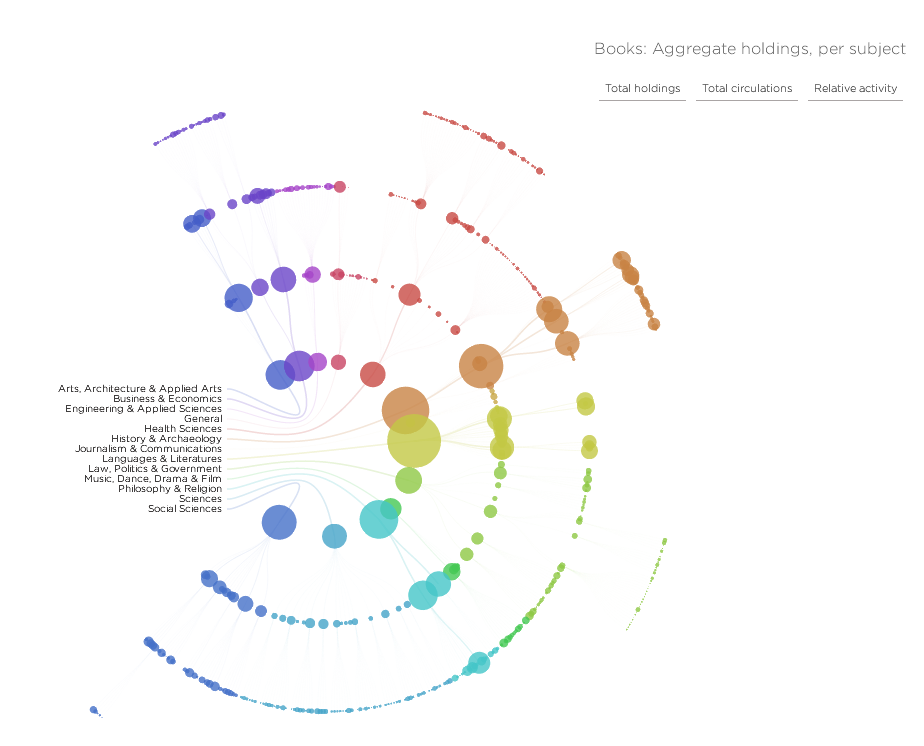 Books: Aggregate holdings, per subject
Total holdings Total circulations Relative activity
Arts, Architecture & Applied Arts
Business & Economics
Engineering & Applied Sciences
General
Health Sciences
History & Archaeology
Journalism & Communications
Languages & Literatures
Law, Politics & Government
Music, Dance, Drama & Film
Philosophy & Religion
Sciences
Social Sciences